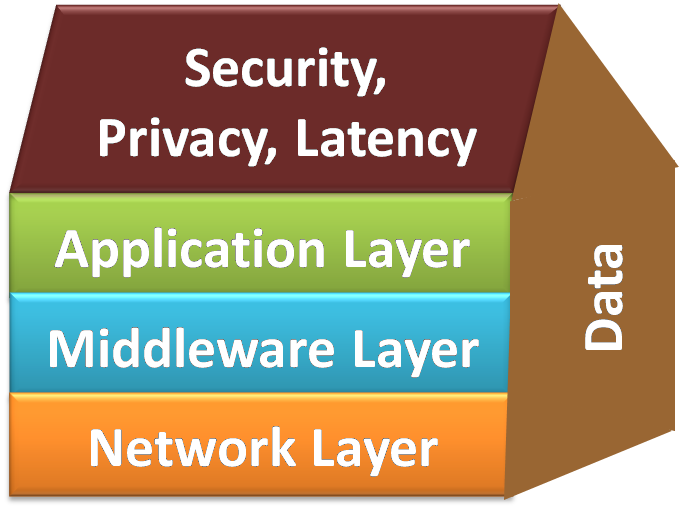 Security,
Privacy, Latency
Application Layer
Middleware Layer
Network Layer
Data